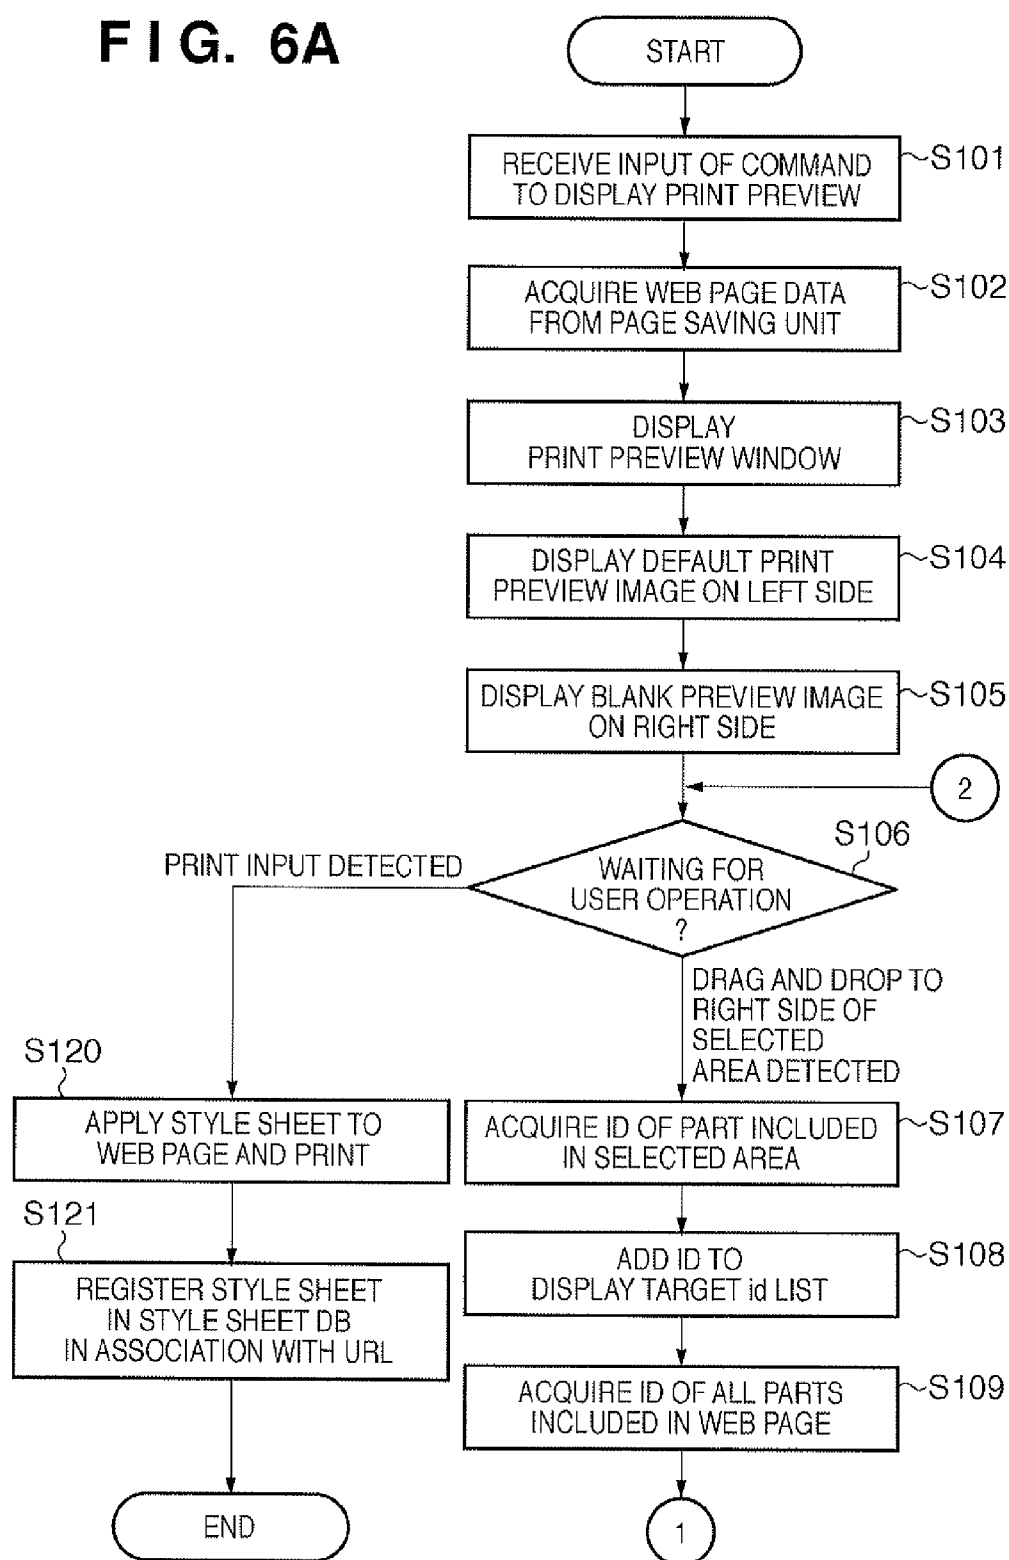 FIG. 6A
START
RECEIVE INPUT OF COMMAND
TO DISPLAY PRINT PREVIEW
S101
ACQUIRE WEB PAGE DATA
FROM PAGE SAVING UNIT
S102
DISPLAY
PRINT PREVIEW WINDOW
S103
DISPLAY DEFAULT PRINT
PREVIEW IMAGE ON LEFT SIDE
S104
DISPLAY BLANK PREVIEW IMAGE
ON RIGHT SIDE
S105
2
S106
WAITING FOR
USER OPERATION
?
PRINT INPUT DETECTED
DRAG AND DROP TO
RIGHT SIDE OF
SELECTED
AREA DETECTED
S120
APPLY STYLE SHEET TO
WEB PAGE AND PRINT
S121
REGISTER STYLE SHEET
IN STYLE SHEET DB
IN ASSOCIATION WITH URL
END
ACQUIRE ID OF PART INCLUDED
IN SELECTED AREA
S107
ADD ID TO
DISPLAY TARGET id LIST
S108
ACQUIRE ID OF ALL PARTS
INCLUDED IN WEB PAGE
S109
1